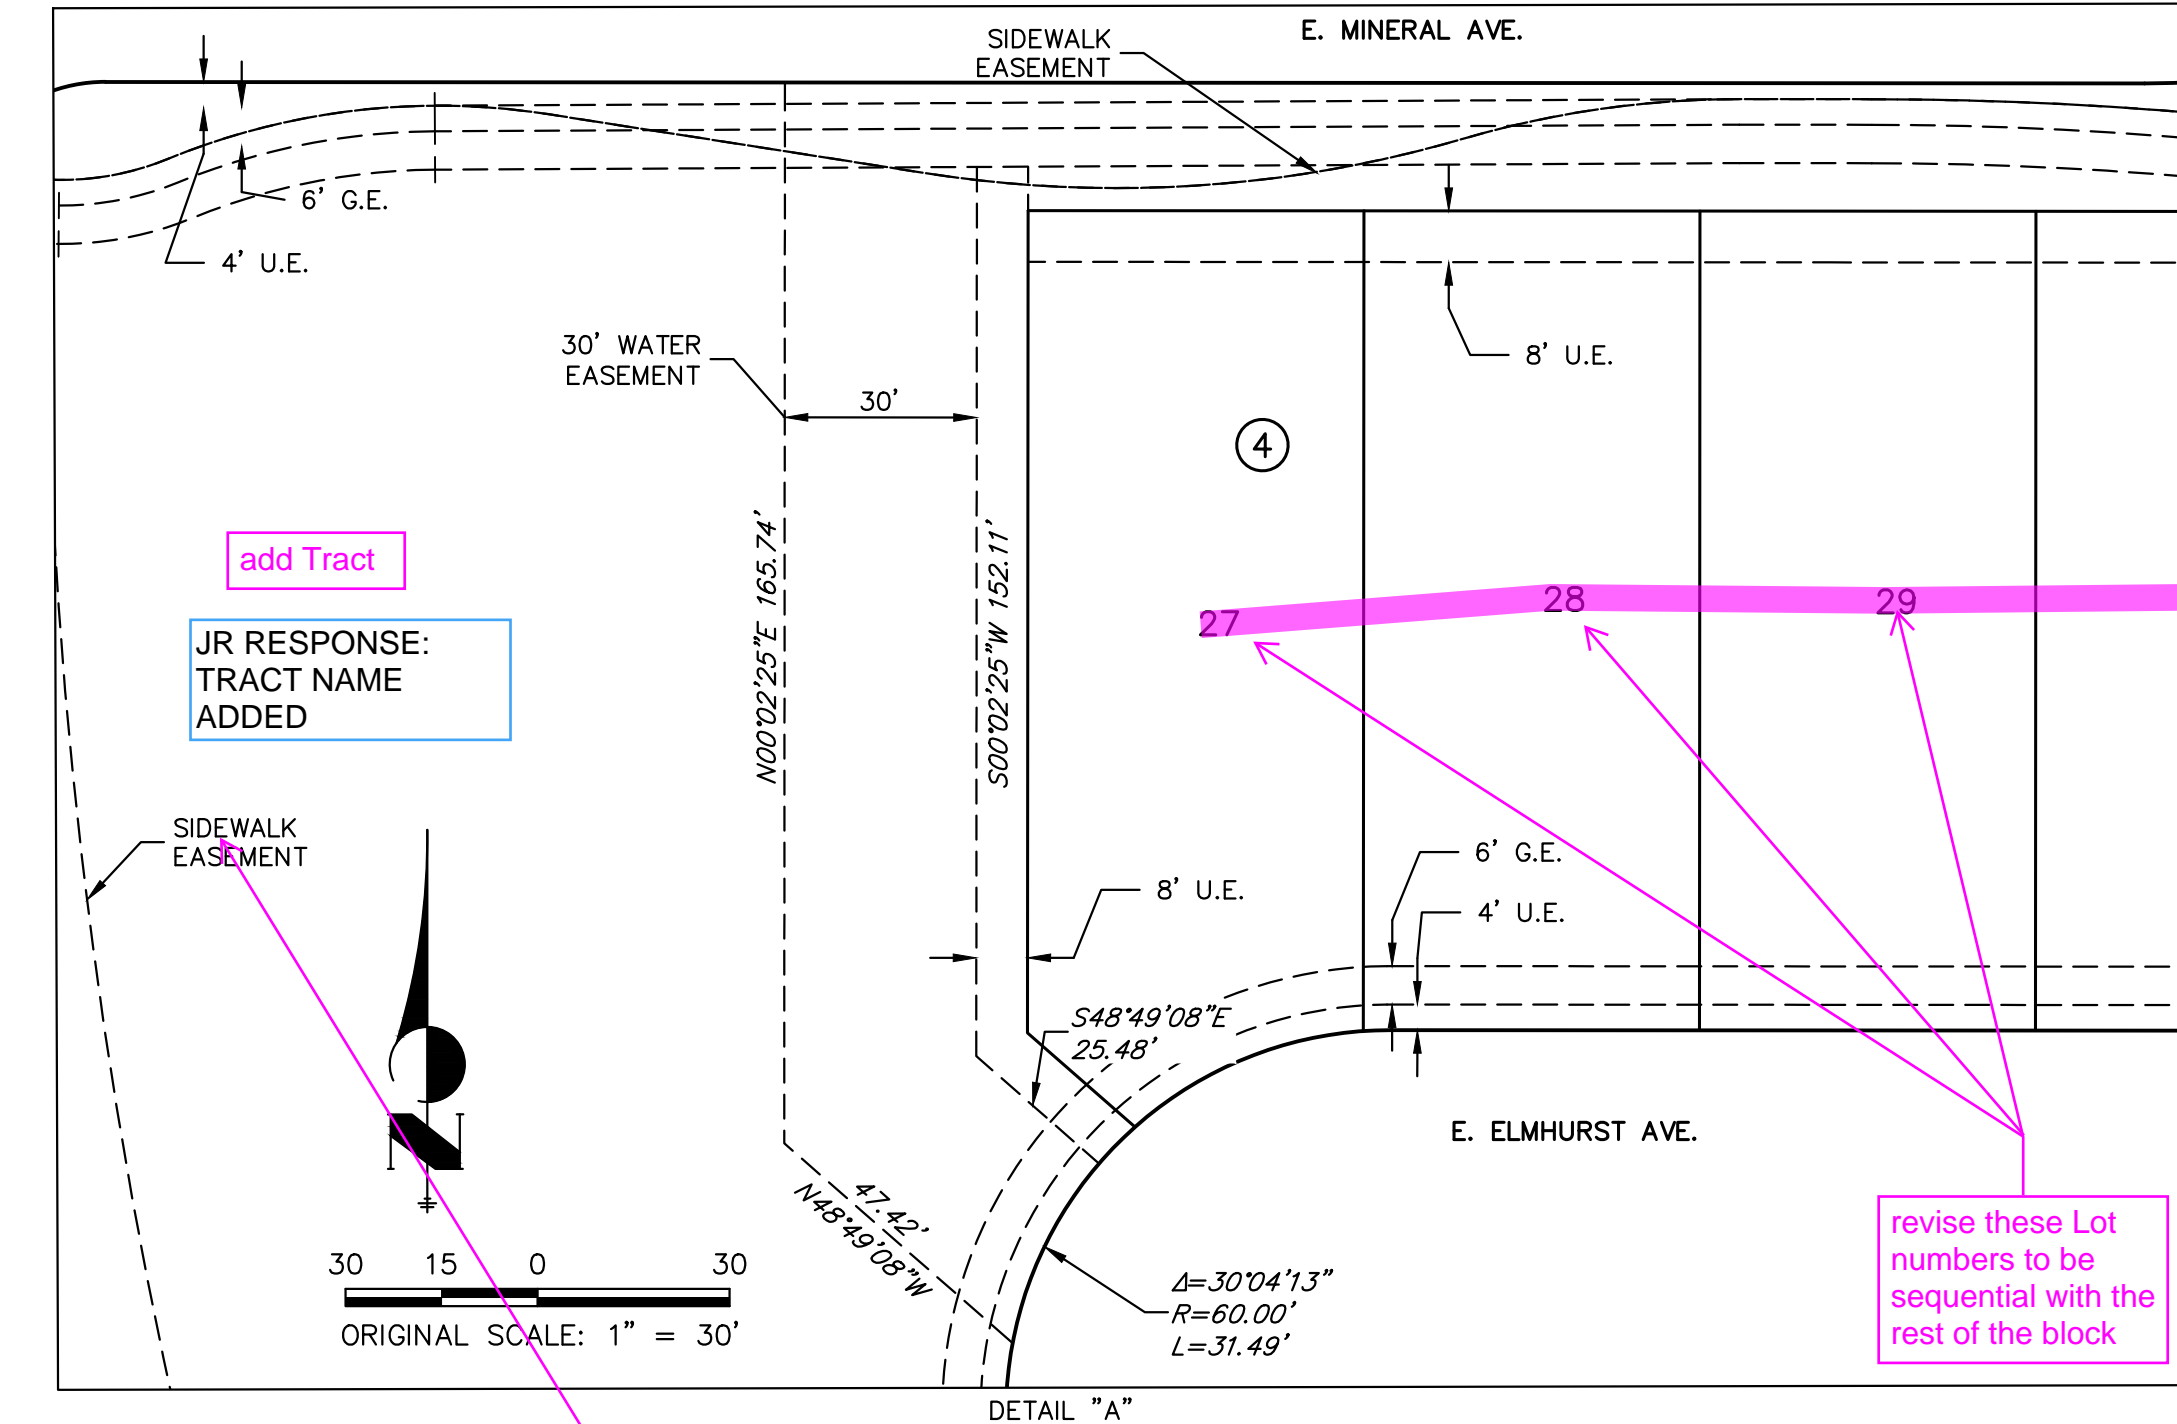 E. MINERAL AVE.
SIDEWALK
EASEMENT
6' G.E.
4' U.E.
30' WATER
EASEMENT
30'
8' U.E.
4
N00°02'25"E 165.74'
S00°02'25"W 152.11'
add Tract
JR RESPONSE:
TRACT NAME
ADDED
27
28
29
SIDEWALK
EASEMENT
6' G.E.
4' U.E.
8' U.E.
S48°49'08"E
25.48'
E. ELMHURST AVE.
47.42'
N48°49'08"W
N
30 15 0 30
ORIGINAL SCALE: 1" = 30'
Δ=30°04'13"
R=60.00'
L=31.49'
revise these Lot
numbers to be
sequential with the
rest of the block
DETAIL "A"